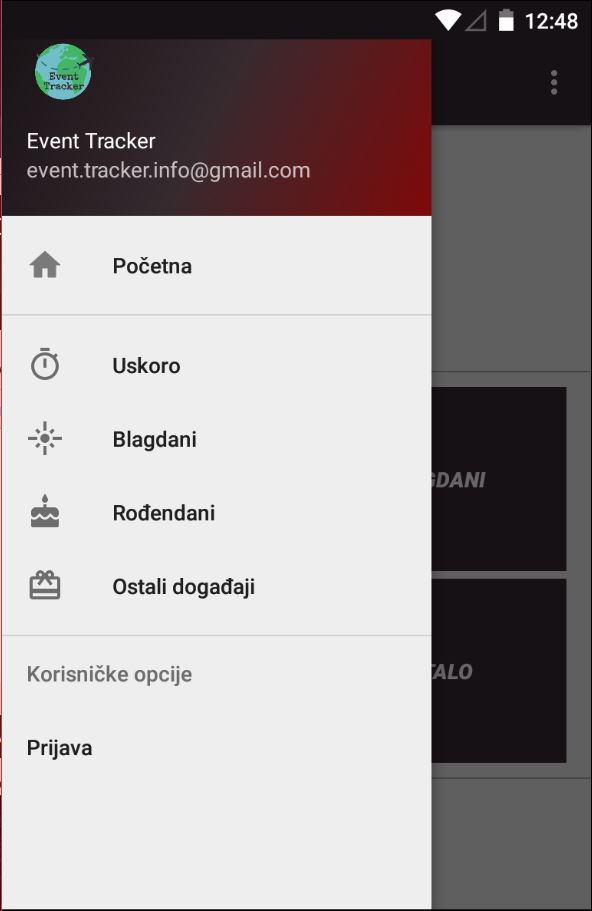 12:48
Event
Tracker
Event Tracker
event.tracker.info@gmail.com
Početna
Uskoro
Blagdani
Rođendani
Ostali događaji
Korisničke opcije
Prijava
GDANI
TALO